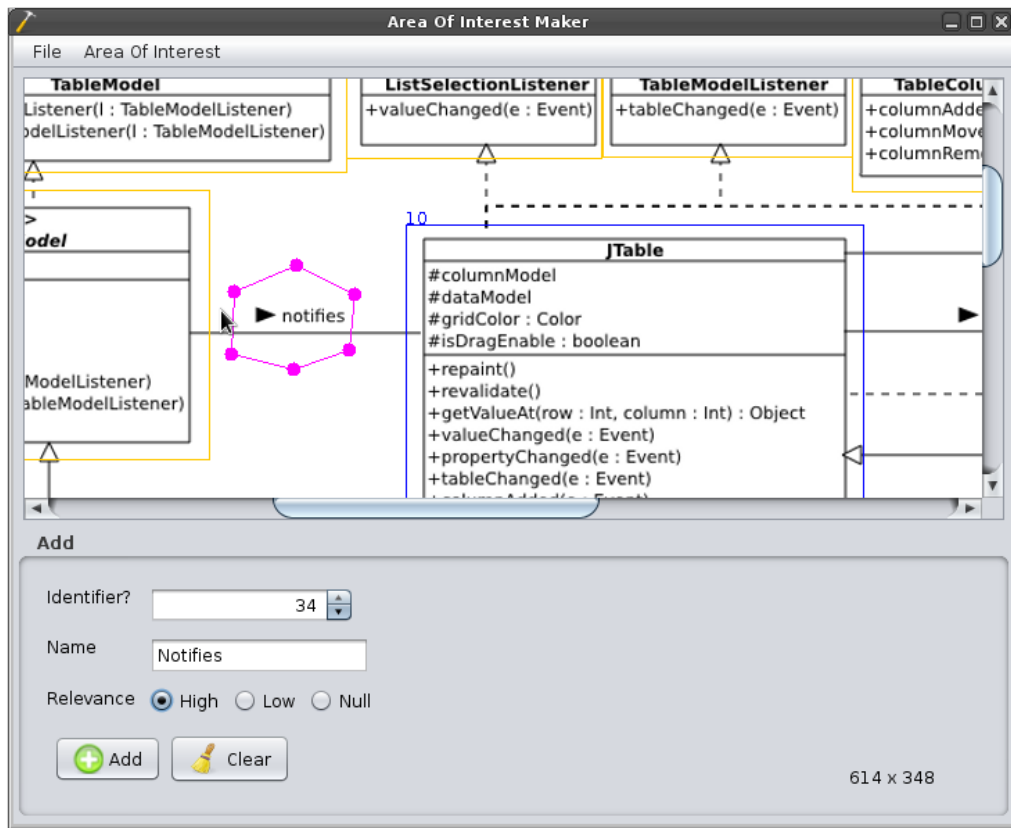 Area Of Interest Maker
File Area Of Interest
TableModel
Listener(l : TableModelListener)
odelListener(l : TableModelListener)
ListSelectionListener
+valueChanged(e : Event)
TableModelListener
+tableChanged(e : Event)
TableColu
+columnAdde
+columnMove
+columnRem
>
odel
ModelListener)
ableModelListener)
notifies
10
JTable
#columnModel
#dataModel
#gridColor : Color
#isDragEnable : boolean
+repaint()
+revalidate()
+getValueAt(row : Int, column : Int) : Object
+valueChanged(e : Event)
+propertyChanged(e : Event)
+tableChanged(e : Event)
+columnAdded(e : Event)
Add
Identifier? 34
Name Notifies
Relevance High Low Null
Add Clear
614 x 348